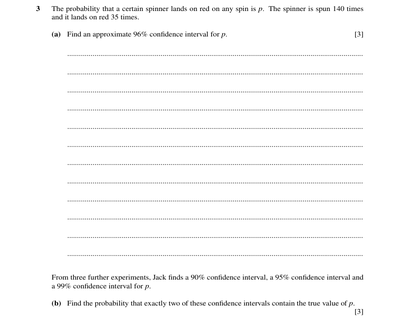 3 The probability that a certain spinner lands on red on any spin is p. The spinner is spun 140 times
and it lands on red 35 times.
(a) Find an approximate 96% confidence interval for p. [3]
From three further experiments, Jack finds a 90% confidence interval, a 95% confidence interval and
a 99% confidence interval for p.
(b) Find the probability that exactly two of these confidence intervals contain the true value of p.
[3]